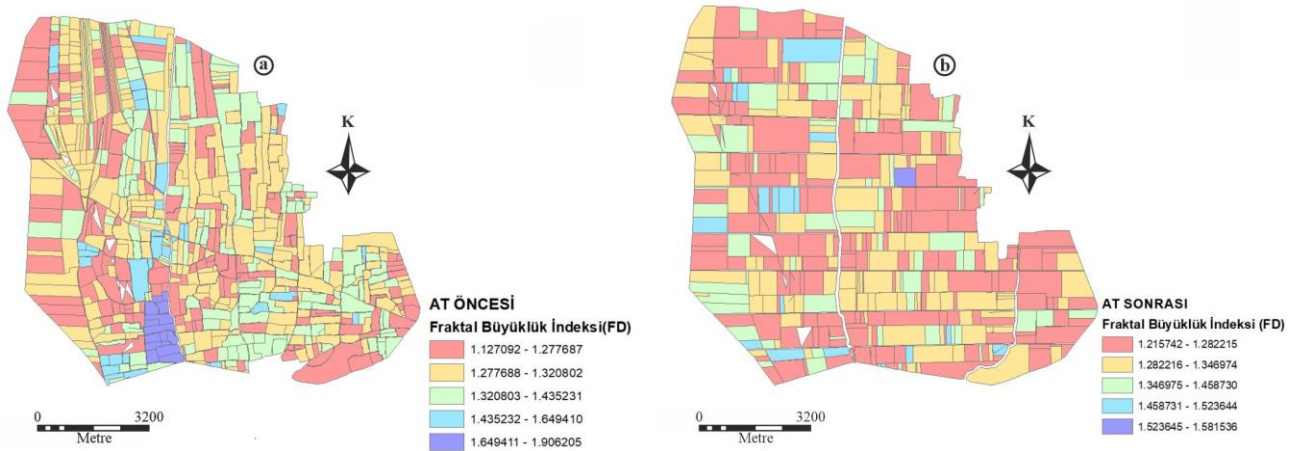 a
K
AT ÖNCESİ
Fraktal Büyüklük İndeksi(FD)
1.127092 - 1.277687
1.277688 - 1.320802
1.320803 - 1.435231
1.435232 - 1.649410
1.649411 - 1.906205
0 3200
Metre
b
K
AT SONRASI
Fraktal Büyüklük İndeksi (FD)
1.215742 - 1.282215
1.282216 - 1.346974
1.346975 - 1.458730
1.458731 - 1.523644
1.523645 - 1.581536
0 3200
Metre